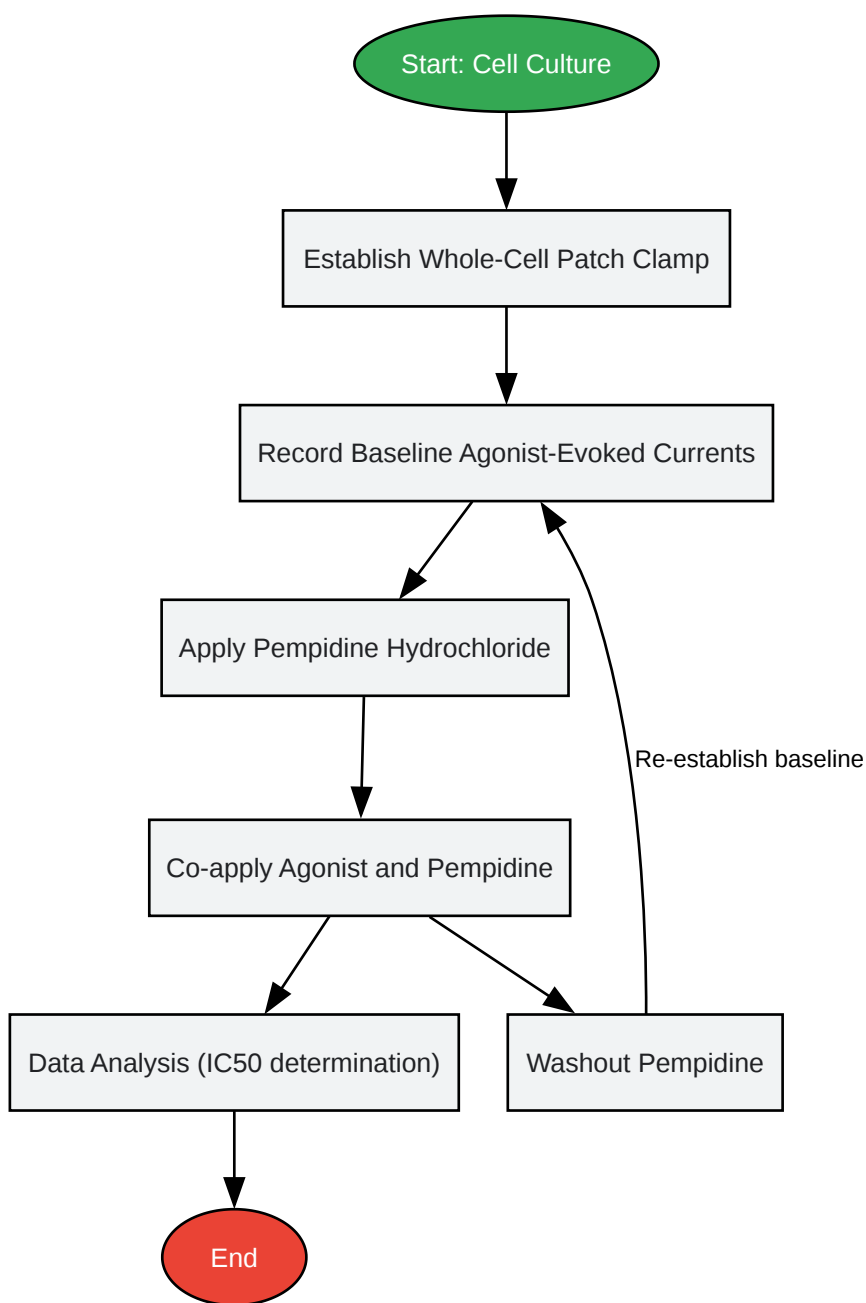 Start: Cell Culture
Establish Whole-Cell Patch Clamp
Record Baseline Agonist-Evoked Currents
Apply Pempidine Hydrochloride
Re-establish baseline
Co-apply Agonist and Pempidine
Data Analysis (IC50 determination)
Washout Pempidine
End